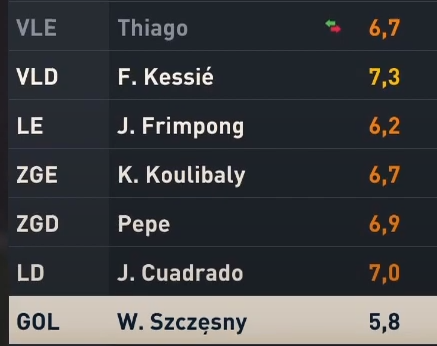 VLE Thiago 6,7
VLD F. Kessié 7,3
LE J. Frimpong 6,2
ZGE K. Koulibaly 6,7
ZGD Pepe 6,9
LD J. Cuadrado 7,0
GOL W. Szczęsny 5,8